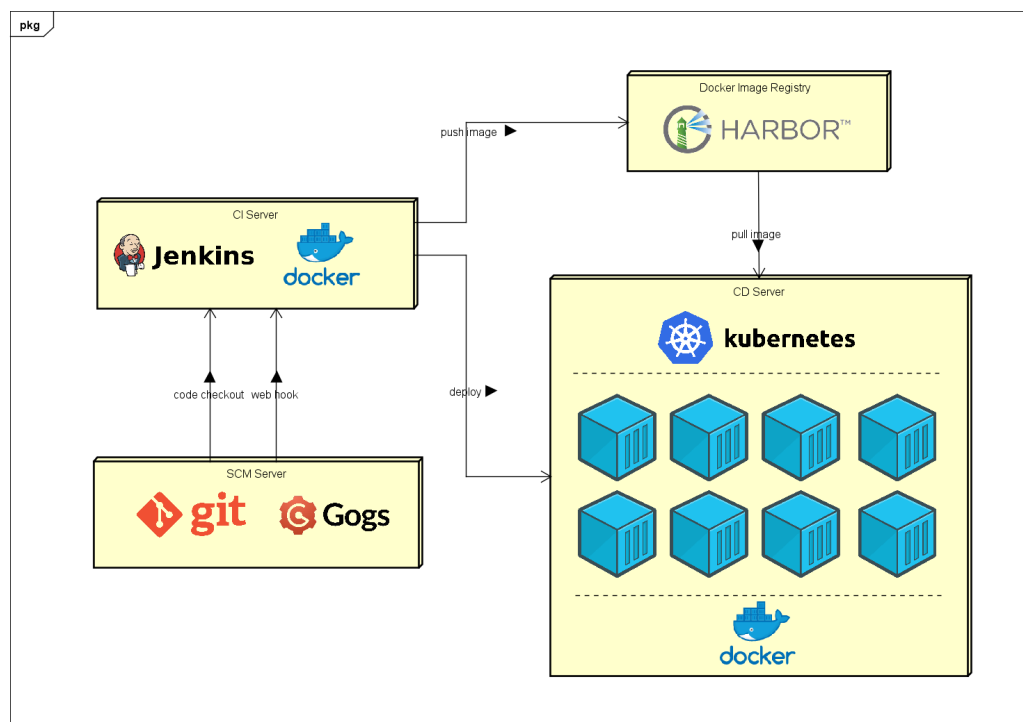 pkg
Docker Image Registry
HARBOR™
push image
CI Server
Jenkins
docker
pull image
CD Server
kubernetes
code checkout
web hook
deploy
SCM Server
git
Gogs
docker